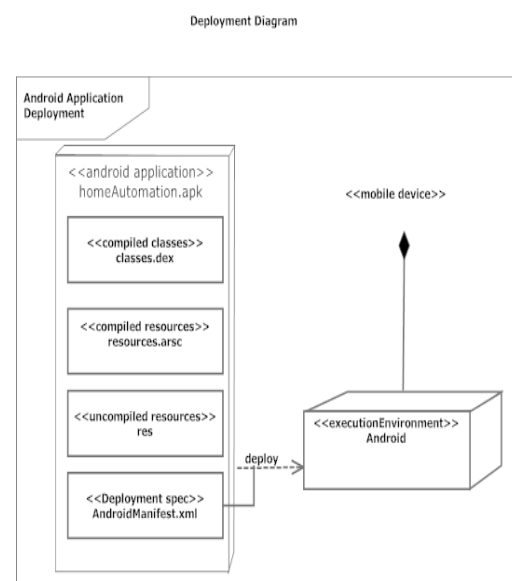 Deployment Diagram
Android Application
Deployment
<<android application>>
homeAutomation.apk
<<compiled classes>>
classes.dex
<<compiled resources>>
resources.arsc
<<uncompiled resources>>
res
<<Deployment spec>>
AndroidManifest.xml
deploy
<<mobile device>>
<<executionEnvironment>>
Android